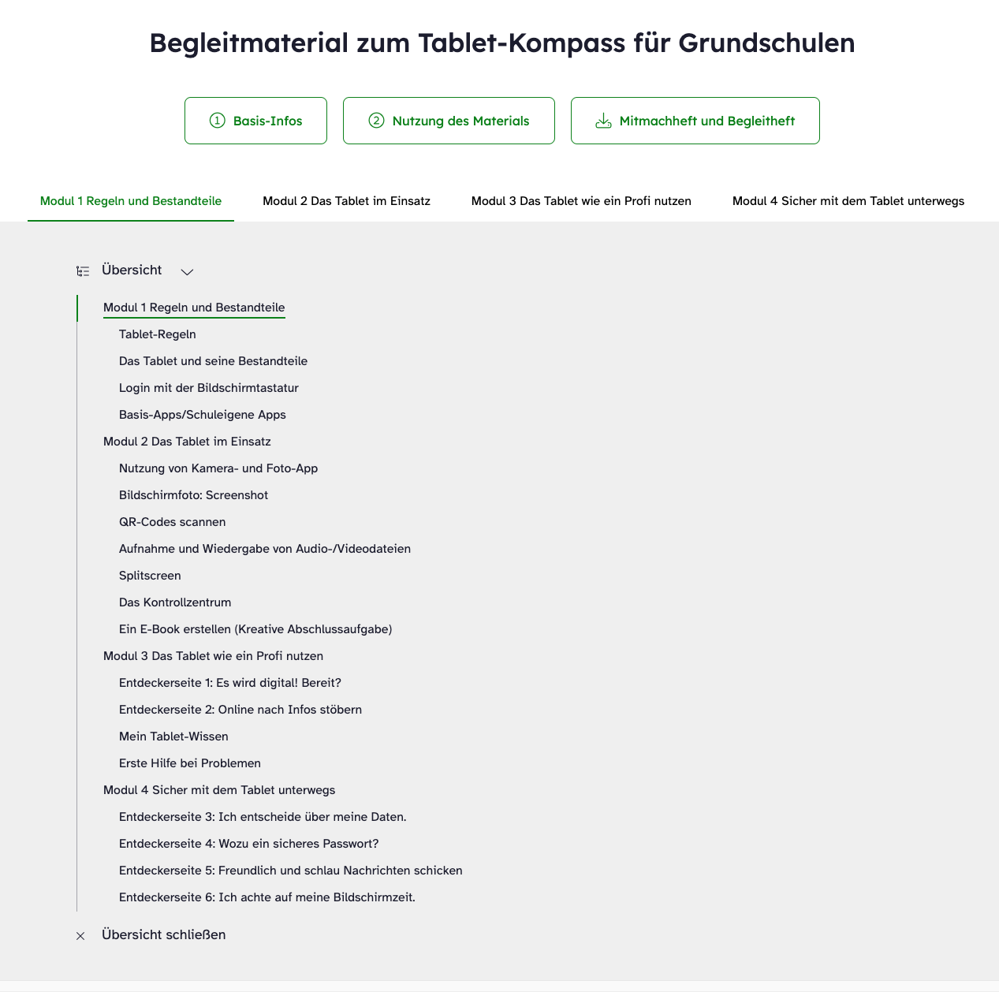 Begleitmaterial zum Tablet-Kompass für Grundschulen
1 Basis-Infos
2 Nutzung des Materials
Mitmachheft und Begleitheft
Modul 1 Regeln und Bestandteile
Modul 2 Das Tablet im Einsatz
Modul 3 Das Tablet wie ein Profi nutzen
Modul 4 Sicher mit dem Tablet unterwegs
Übersicht
Modul 1 Regeln und Bestandteile
Tablet-Regeln
Das Tablet und seine Bestandteile
Login mit der Bildschirmtastatur
Basis-Apps/Schuleigene Apps
Modul 2 Das Tablet im Einsatz
Nutzung von Kamera- und Foto-App
Bildschirmfoto: Screenshot
QR-Codes scannen
Aufnahme und Wiedergabe von Audio-/Videodateien
Splitscreen
Das Kontrollzentrum
Ein E-Book erstellen (Kreative Abschlussaufgabe)
Modul 3 Das Tablet wie ein Profi nutzen
Entdeckerseite 1: Es wird digital! Bereit?
Entdeckerseite 2: Online nach Infos stöbern
Mein Tablet-Wissen
Erste Hilfe bei Problemen
Modul 4 Sicher mit dem Tablet unterwegs
Entdeckerseite 3: Ich entscheide über meine Daten.
Entdeckerseite 4: Wozu ein sicheres Passwort?
Entdeckerseite 5: Freundlich und schlau Nachrichten schicken
Entdeckerseite 6: Ich achte auf meine Bildschirmzeit.
Übersicht schließen